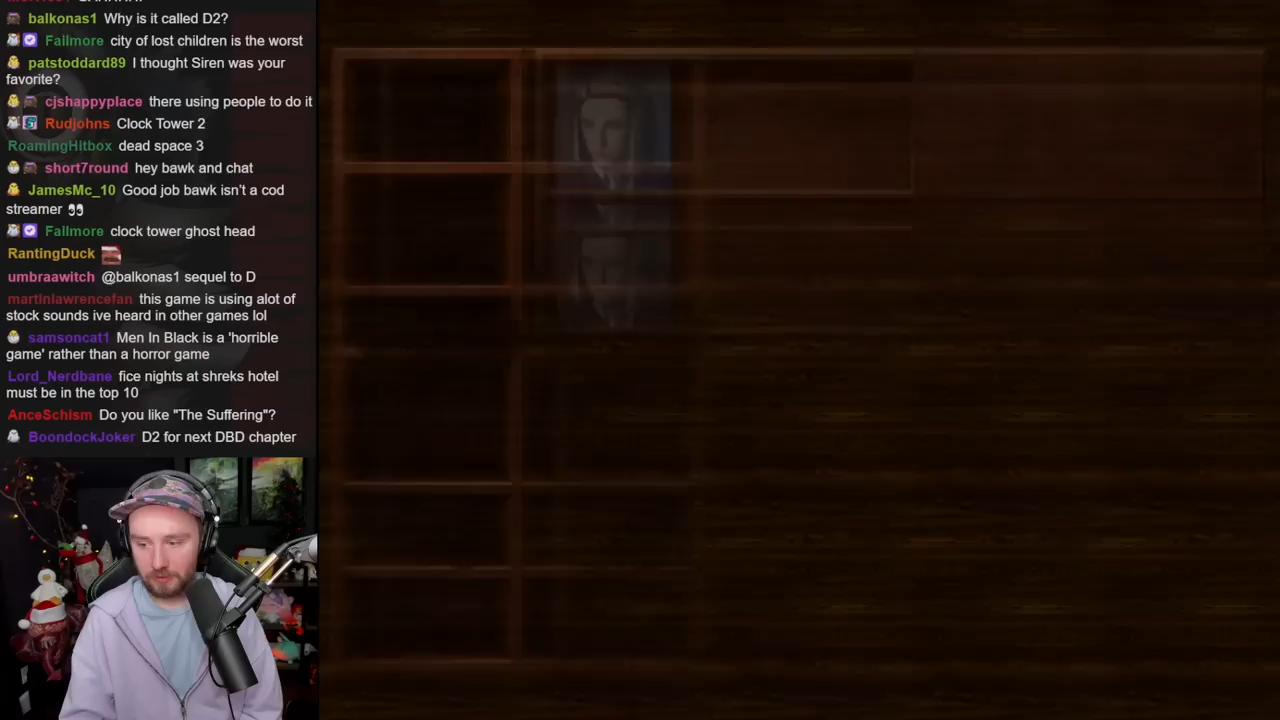 balkonas1 Why is it called D2?
Failmore city of lost children is the worst
patstoddard89 I thought Siren was your
favorite?
cjshappyplace there using people to do it
Rudjohns Clock Tower 2
RoamingHitbox dead space 3
short7round hey bawk and chat
JamesMc_10 Good job bawk isn't a cod
streamer 👀
Failmore clock tower ghost head
RantingDuck
umbraawitch @balkonas1 sequel to D
martinlawrencefan this game is using alot of
stock sounds ive heard in other games lol
samsoncat1 Men In Black is a 'horrible
game' rather than a horror game
Lord_Nerdbane fice nights at shreks hotel
must be in the top 10
AnceSchism Do you like "The Suffering"?
BoondockJoker D2 for next DBD chapter